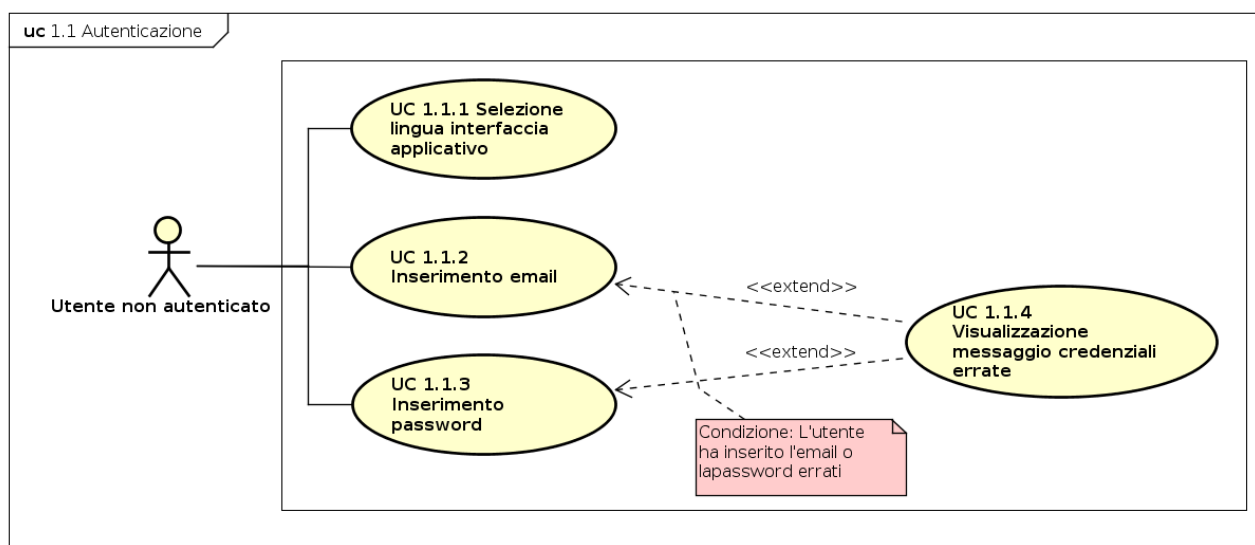 uc 1.1 Autenticazione
UC 1.1.1 Selezione
lingua interfaccia
applicativo
UC 1.1.2
Inserimento email
Utente non autenticato
<<extend>>
UC 1.1.4
Visualizzazione
messaggio credenziali
errate
<<extend>>
UC 1.1.3
Inserimento
password
Condizione: L'utente
ha inserito l'email o
lapassword errati